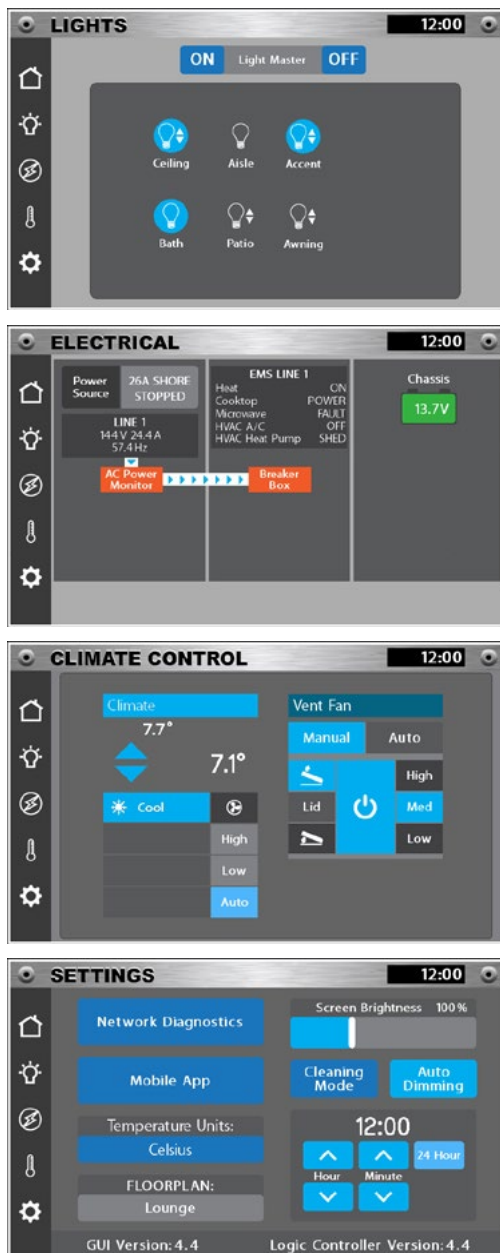 LIGHTS 12:00
ON Light Master OFF
Ceiling Aisle Accent
Bath Patio Awning
ELECTRICAL 12:00
Power Source 26A SHORE STOPPED
LINE 1
144 V 24.4 A
57.4 Hz
AC Power Monitor
Breaker Box
EMS LINE 1
Heat ON
Cooktop POWER
Microwave FAULT
HVAC A/C OFF
HVAC Heat Pump SHED
Chassis
13.7V
CLIMATE CONTROL 12:00
Climate
7.7°
7.1°
Cool
High
Low
Auto
Vent Fan
Manual Auto
High
Lid Med
Low
SETTINGS 12:00
Network Diagnostics
Mobile App
Temperature Units:
Celsius
FLOORPLAN:
Lounge
Screen Brightness 100%
Cleaning Mode
Auto Dimming
12:00
24 Hour
Hour Minute
GUI Version: 4.4 Logic Controller Version: 4.4